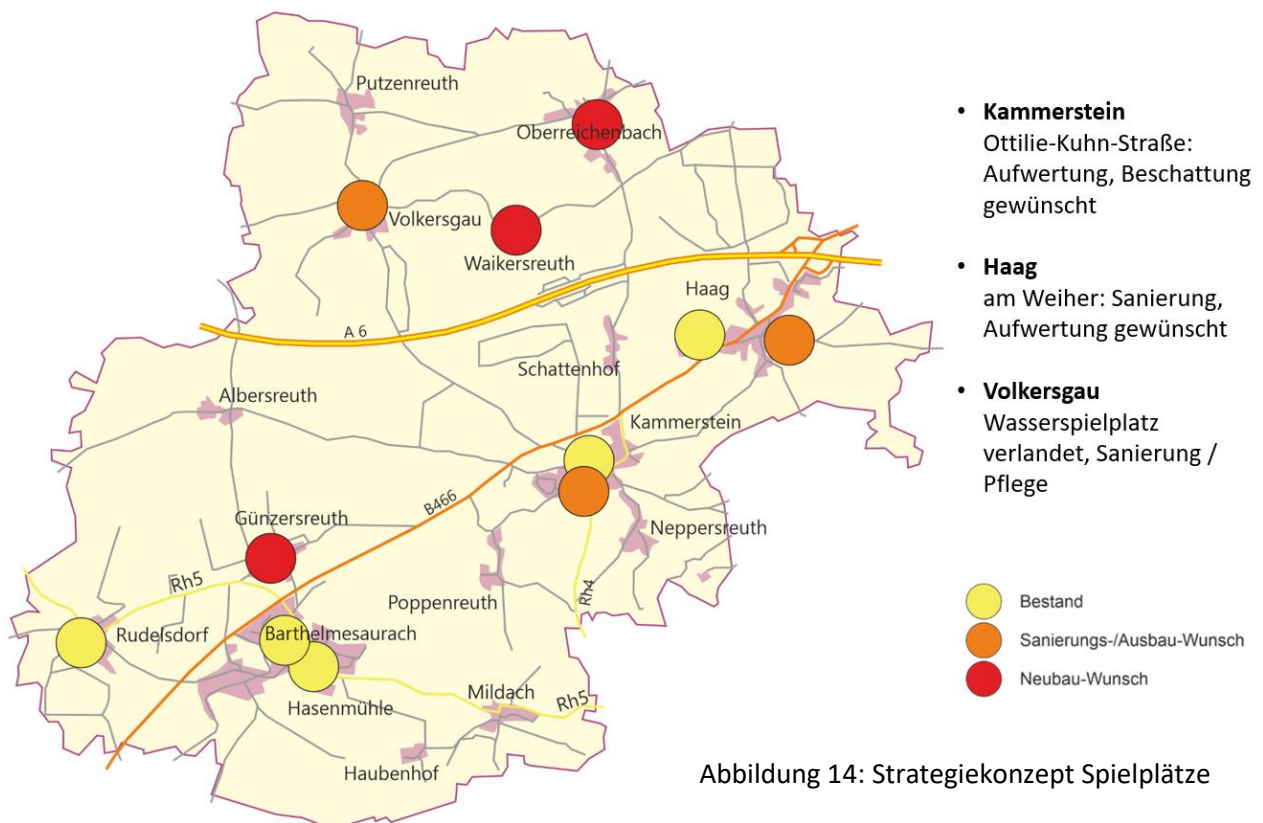 Putzenreuth
Oberreichenbach
Volkersgau
Waikersreuth
A 6
Haag
Schattenhof
Albersreuth
Kammerstein
B466
Günzersreuth
Neppersreuth
Rh5
Rh4
Poppenreuth
Rudelsdorf
Barthelmesaurach
Mildach
Rh5
Hasenmühle
Haubenhof
• Kammerstein
Ottilie-Kuhn-Straße:
Aufwertung, Beschattung
gewünscht
• Haag
am Weiher: Sanierung,
Aufwertung gewünscht
• Volkersgau
Wasserspielplatz
verlandet, Sanierung /
Pflege
Bestand
Sanierungs-/Ausbau-Wunsch
Neubau-Wunsch
Abbildung 14: Strategiekonzept Spielplätze